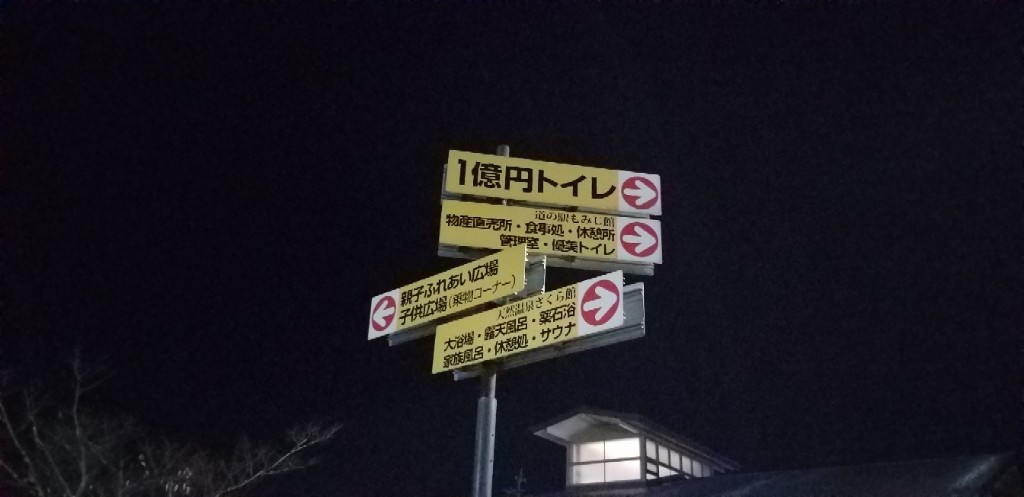 1億円トイレ
道の駅もみじ館
物産直売所・食事処・休憩所
管理室・優美トイレ
親子ふれあい広場
子供広場(乗物コーナー)
天然温泉さくら館
大浴場・露天風呂・薬石浴
家族風呂・休憩処・サウナ